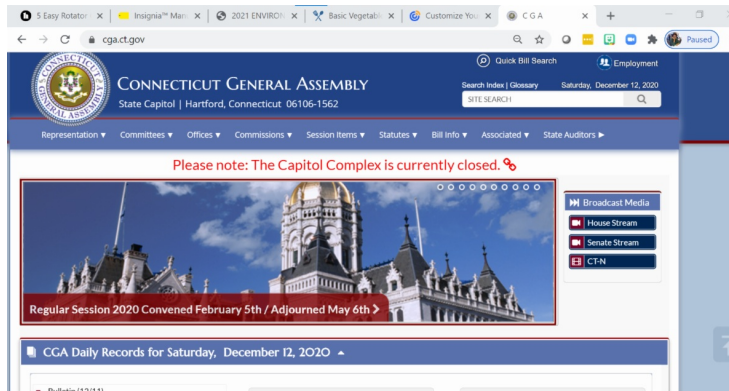 5 Easy Rotator
Insignia™ Man
2021 ENVIRON
Basic Vegetabl
Customize You
C G A
cga.ct.gov
Paused
Quick Bill Search
Employment
CONNECTICUT GENERAL ASSEMBLY
State Capitol | Hartford, Connecticut 06106-1562
Search Index | Glossary
Saturday, December 12, 2020
SITE SEARCH
Representation ▼ Committees ▼ Offices ▼ Commissions ▼ Session Items ▼ Statutes ▼ Bill Info ▼ Associated ▼ State Auditors ▶
Please note: The Capitol Complex is currently closed.
Broadcast Media
House Stream
Senate Stream
CT-N
Regular Session 2020 Convened February 5th / Adjourned May 6th
CGA Daily Records for Saturday, December 12, 2020
Bulletin (12/11)